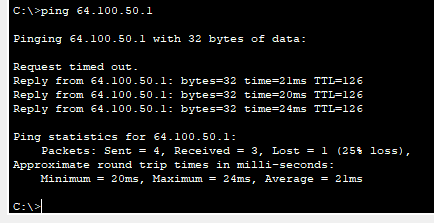 C:\>ping 64.100.50.1
Pinging 64.100.50.1 with 32 bytes of data:
Request timed out.
Reply from 64.100.50.1: bytes=32 time=21ms TTL=126
Reply from 64.100.50.1: bytes=32 time=20ms TTL=126
Reply from 64.100.50.1: bytes=32 time=24ms TTL=126
Ping statistics for 64.100.50.1:
Packets: Sent = 4, Received = 3, Lost = 1 (25% loss),
Approximate round trip times in milli-seconds:
Minimum = 20ms, Maximum = 24ms, Average = 21ms
C:\>